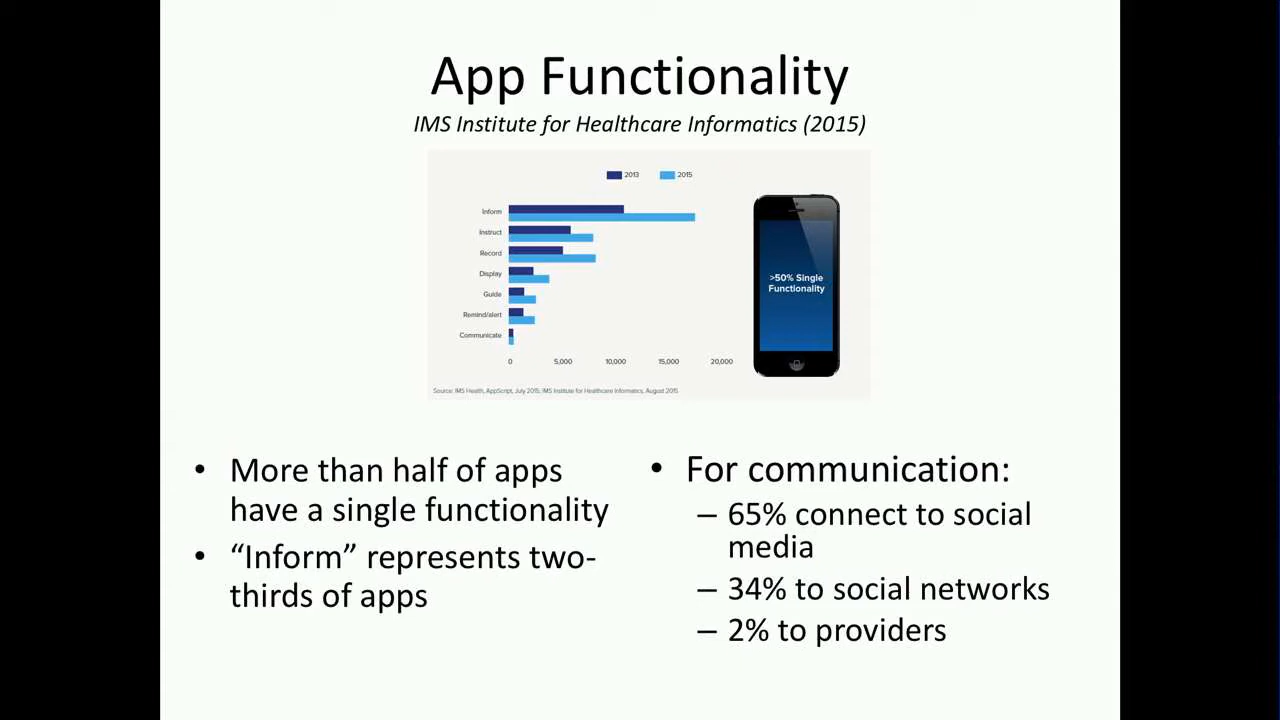 App Functionality
IMS Institute for Healthcare Informatics (2015)
2013 2015
Inform
Instruct
Record
Display
Guide
Remind/alert
Communicate
0 5,000 10,000 15,000 20,000
>50% Single
Functionality
Source: IMS Health, AppScript, July 2015; IMS Institute for Healthcare Informatics, August 2015
• More than half of apps
have a single functionality
• “Inform” represents two-
thirds of apps
• For communication:
– 65% connect to social
media
– 34% to social networks
– 2% to providers